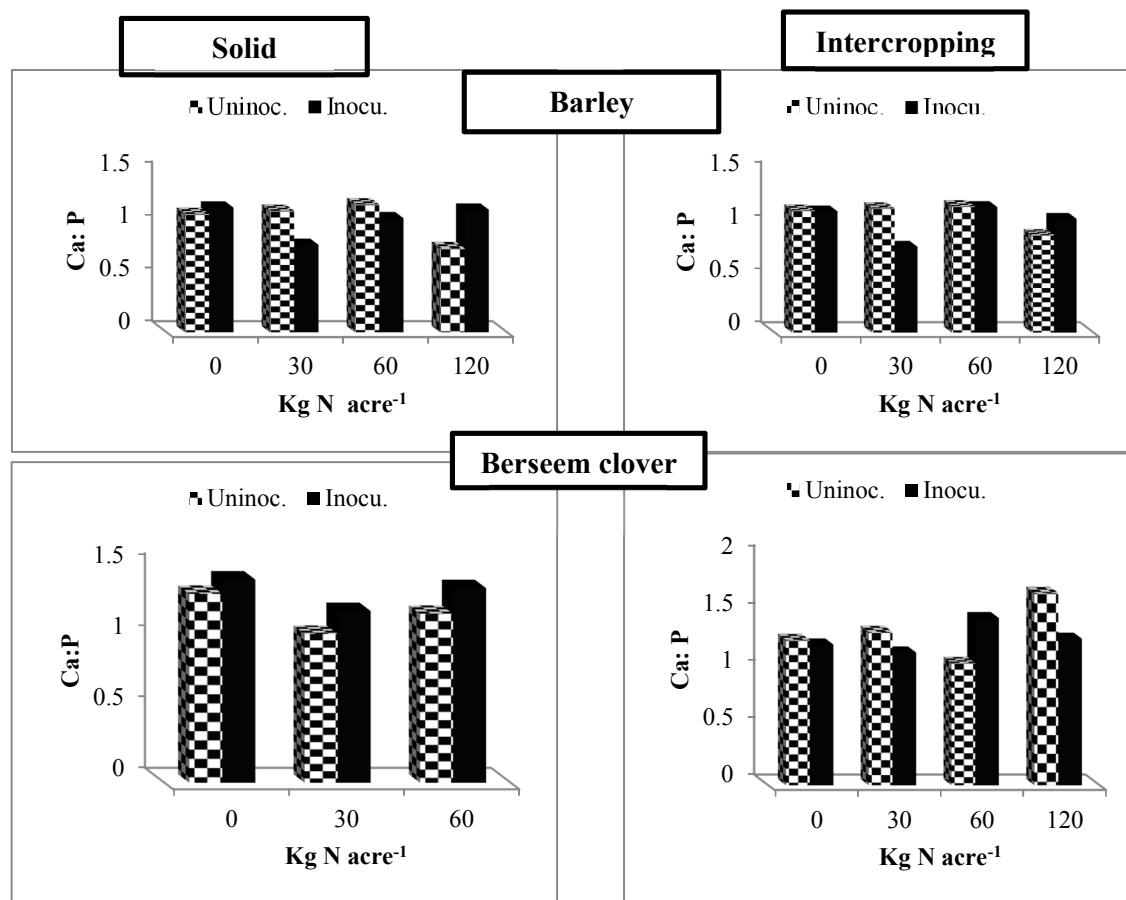 Solid
Intercropping
Barley
Uninoc. Inocu.
1.5
1
0.5
0
Ca: P
0 30 60 120
Kg N acre-1
Uninoc. Inocu.
1.5
1
0.5
0
Ca: P
0 30 60 120
Kg N acre-1
Berseem clover
Uninoc. Inocu.
1.5
1
0.5
0
Ca:P
0 30 60
Kg N acre-1
Uninoc. Inocu.
2
1.5
1
0.5
0
Ca: P
0 30 60 120
Kg N acre-1